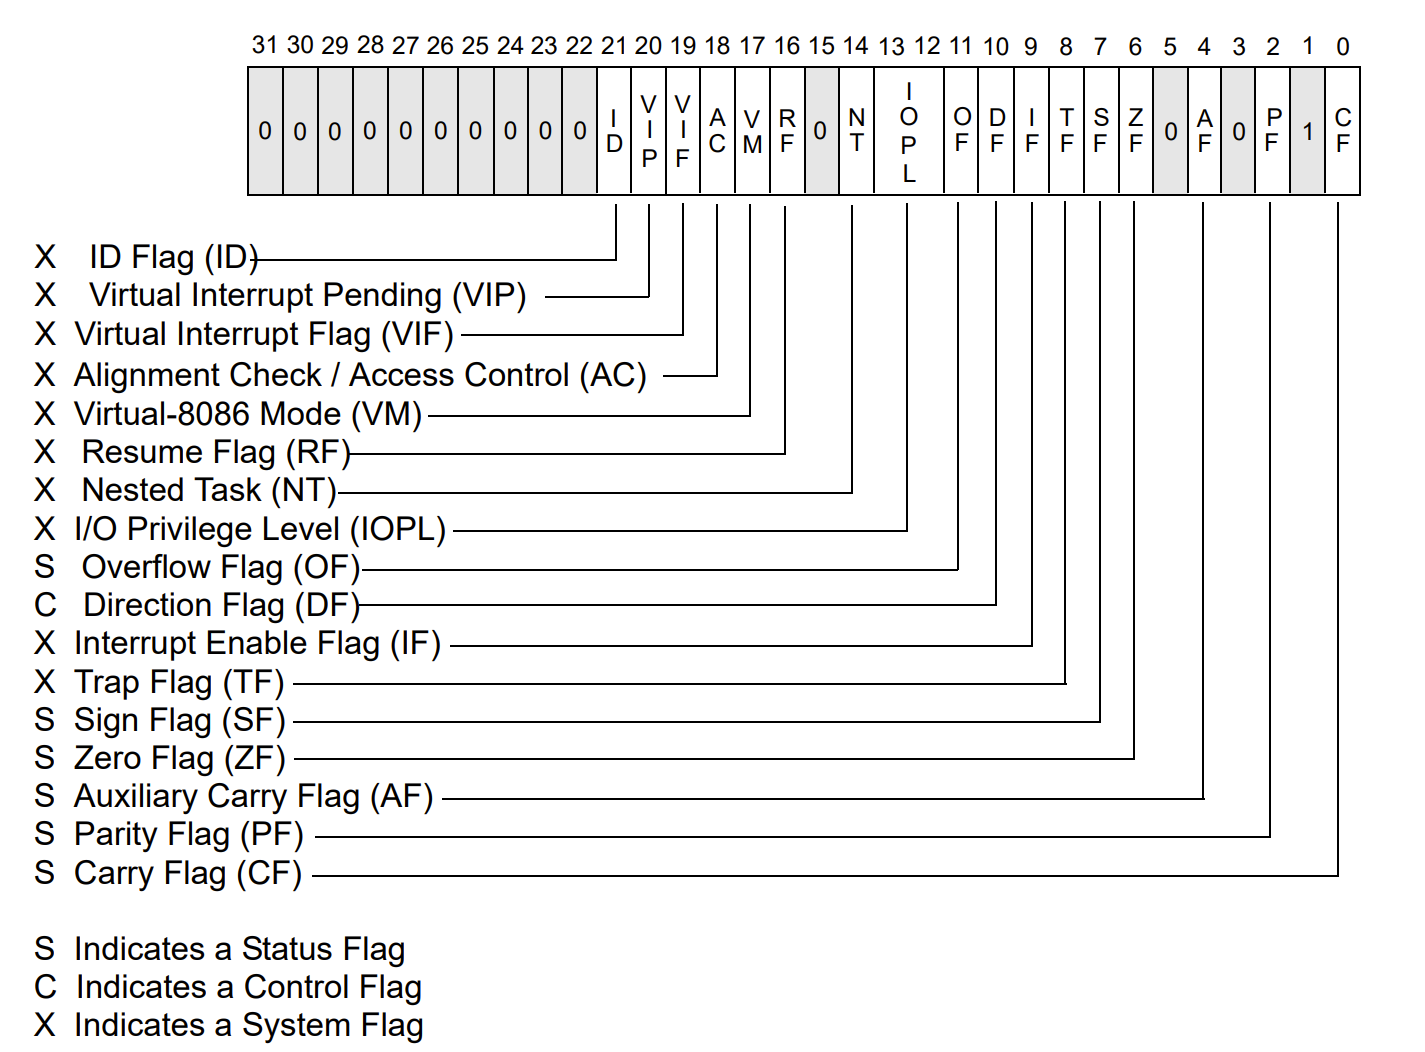 31 30 29 28 27 26 25 24 23 22 21 20 19 18 17 16 15 14 13 12 11 10 9 8 7 6 5 4 3 2 1 0
0 0 0 0 0 0 0 0 0 0 ID VIP VIF AC VM RF 0 NT IOPL OF DF IF TF SF ZF 0 AF 0 PF 1 CF
X ID Flag (ID)
X Virtual Interrupt Pending (VIP)
X Virtual Interrupt Flag (VIF)
X Alignment Check / Access Control (AC)
X Virtual-8086 Mode (VM)
X Resume Flag (RF)
X Nested Task (NT)
X I/O Privilege Level (IOPL)
S Overflow Flag (OF)
C Direction Flag (DF)
X Interrupt Enable Flag (IF)
X Trap Flag (TF)
S Sign Flag (SF)
S Zero Flag (ZF)
S Auxiliary Carry Flag (AF)
S Parity Flag (PF)
S Carry Flag (CF)
S Indicates a Status Flag
C Indicates a Control Flag
X Indicates a System Flag